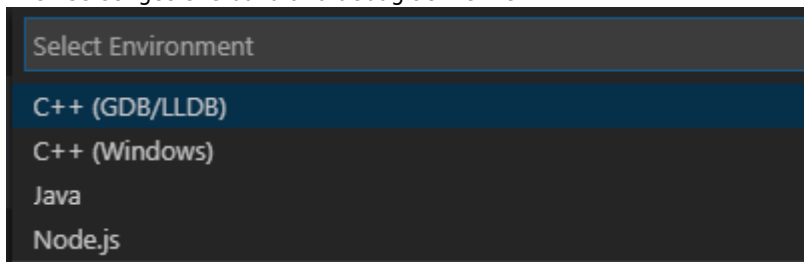 Select Environment
C++ (GDB/LLDB)
C++ (Windows)
Java
Node.js